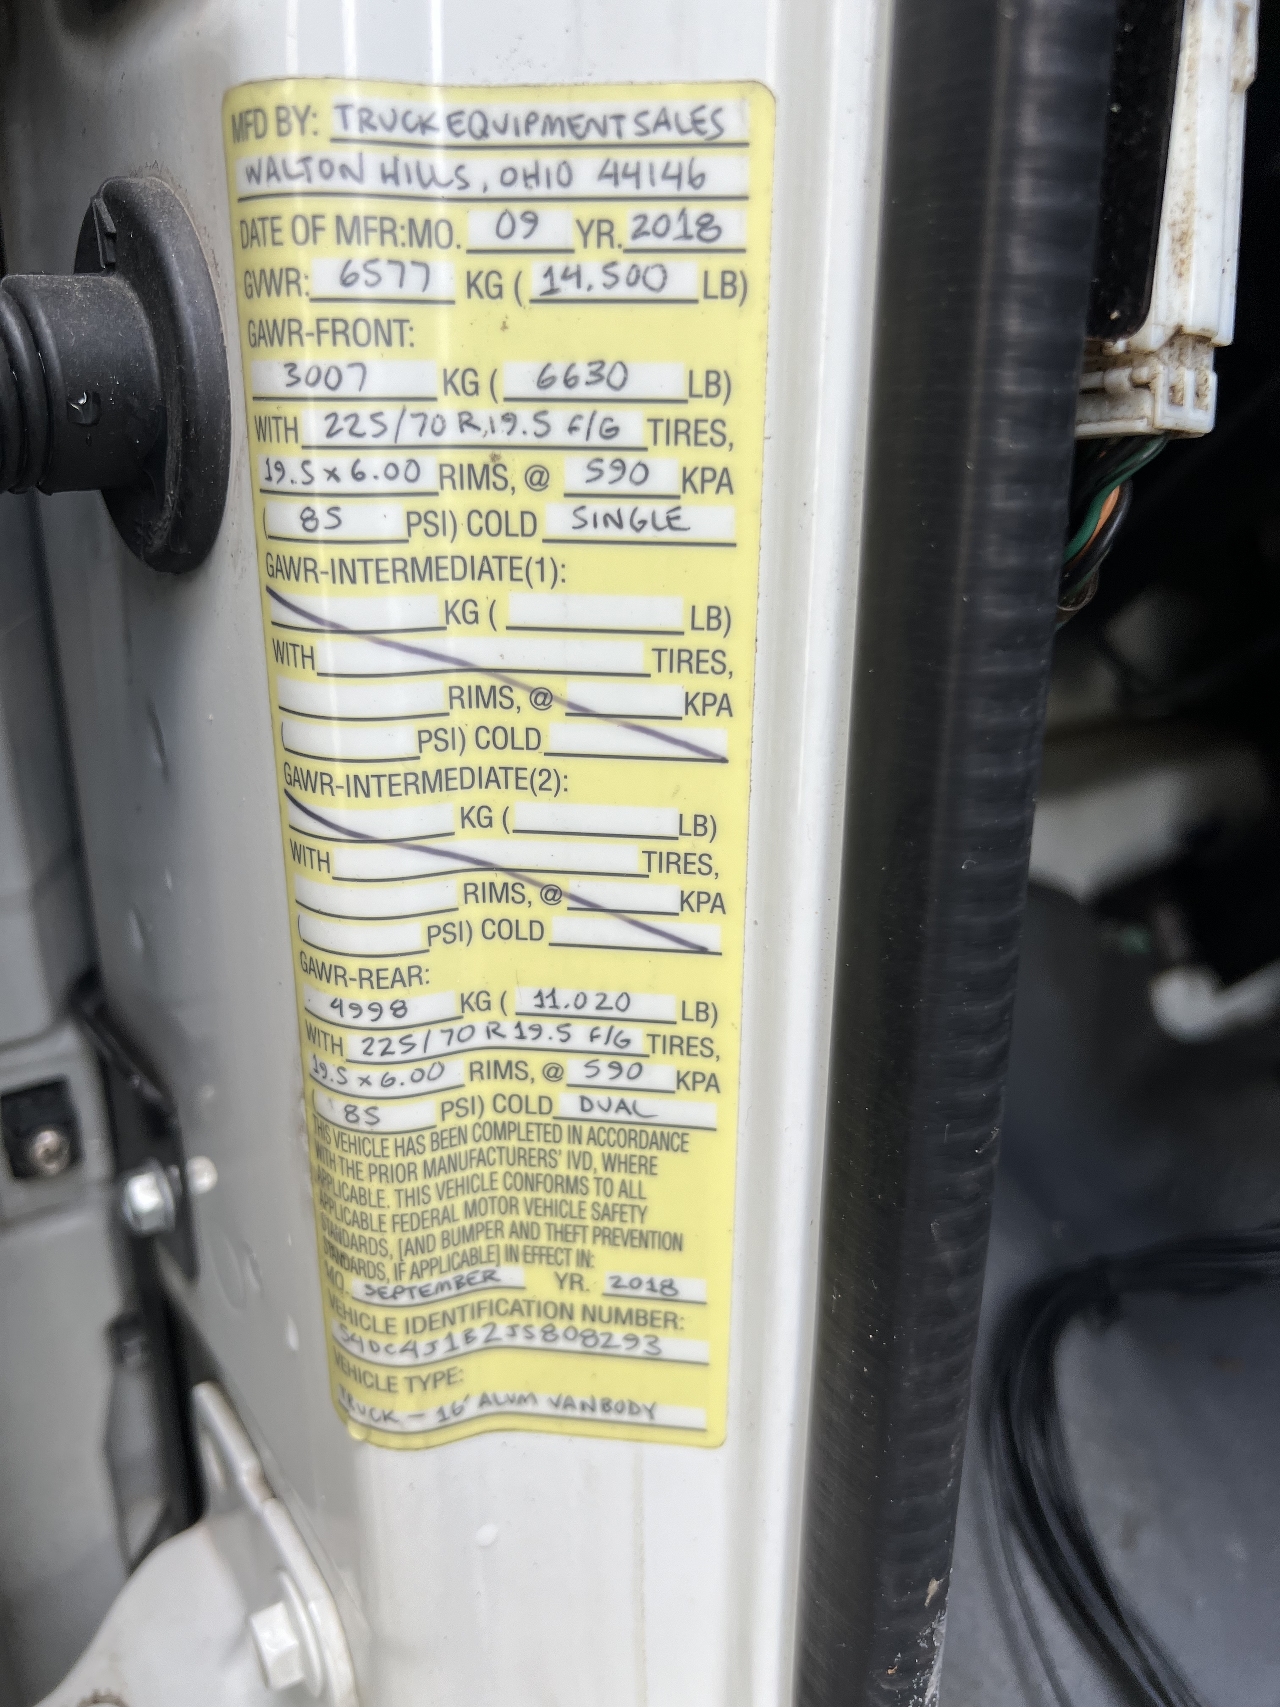 MFD BY: TRUCK EQUIPMENT SALES
WALTON HILLS, OHIO 44146
DATE OF MFR:MO. 09 YR. 2018
GVWR: 6577 KG ( 14,500 LB)
GAWR-FRONT:
3007 KG ( 6630 LB)
WITH 225/70 R,19.5 F/G TIRES,
19.5 x 6.00 RIMS, @ 590 KPA
( 85 PSI) COLD SINGLE
GAWR-INTERMEDIATE(1):
KG ( LB)
WITH TIRES,
RIMS, @ KPA
( PSI) COLD
GAWR-INTERMEDIATE(2):
KG ( LB)
WITH TIRES,
RIMS, @ KPA
( PSI) COLD
GAWR-REAR:
4998 KG ( 11.020 LB)
WITH 225/70 R 19.5 F/G TIRES,
19.5 x 6.00 RIMS, @ 590 KPA
( 85 PSI) COLD DUAL
THIS VEHICLE HAS BEEN COMPLETED IN ACCORDANCE
WITH THE PRIOR MANUFACTURERS' IVD, WHERE
APPLICABLE. THIS VEHICLE CONFORMS TO ALL
APPLICABLE FEDERAL MOTOR VEHICLE SAFETY
STANDARDS, [AND BUMPER AND THEFT PREVENTION
STANDARDS, IF APPLICABLE] IN EFFECT IN:
MO. SEPTEMBER YR. 2018
VEHICLE IDENTIFICATION NUMBER:
54DC4J1B2JS808293
VEHICLE TYPE:
TRUCK - 16' ALUM VANBODY